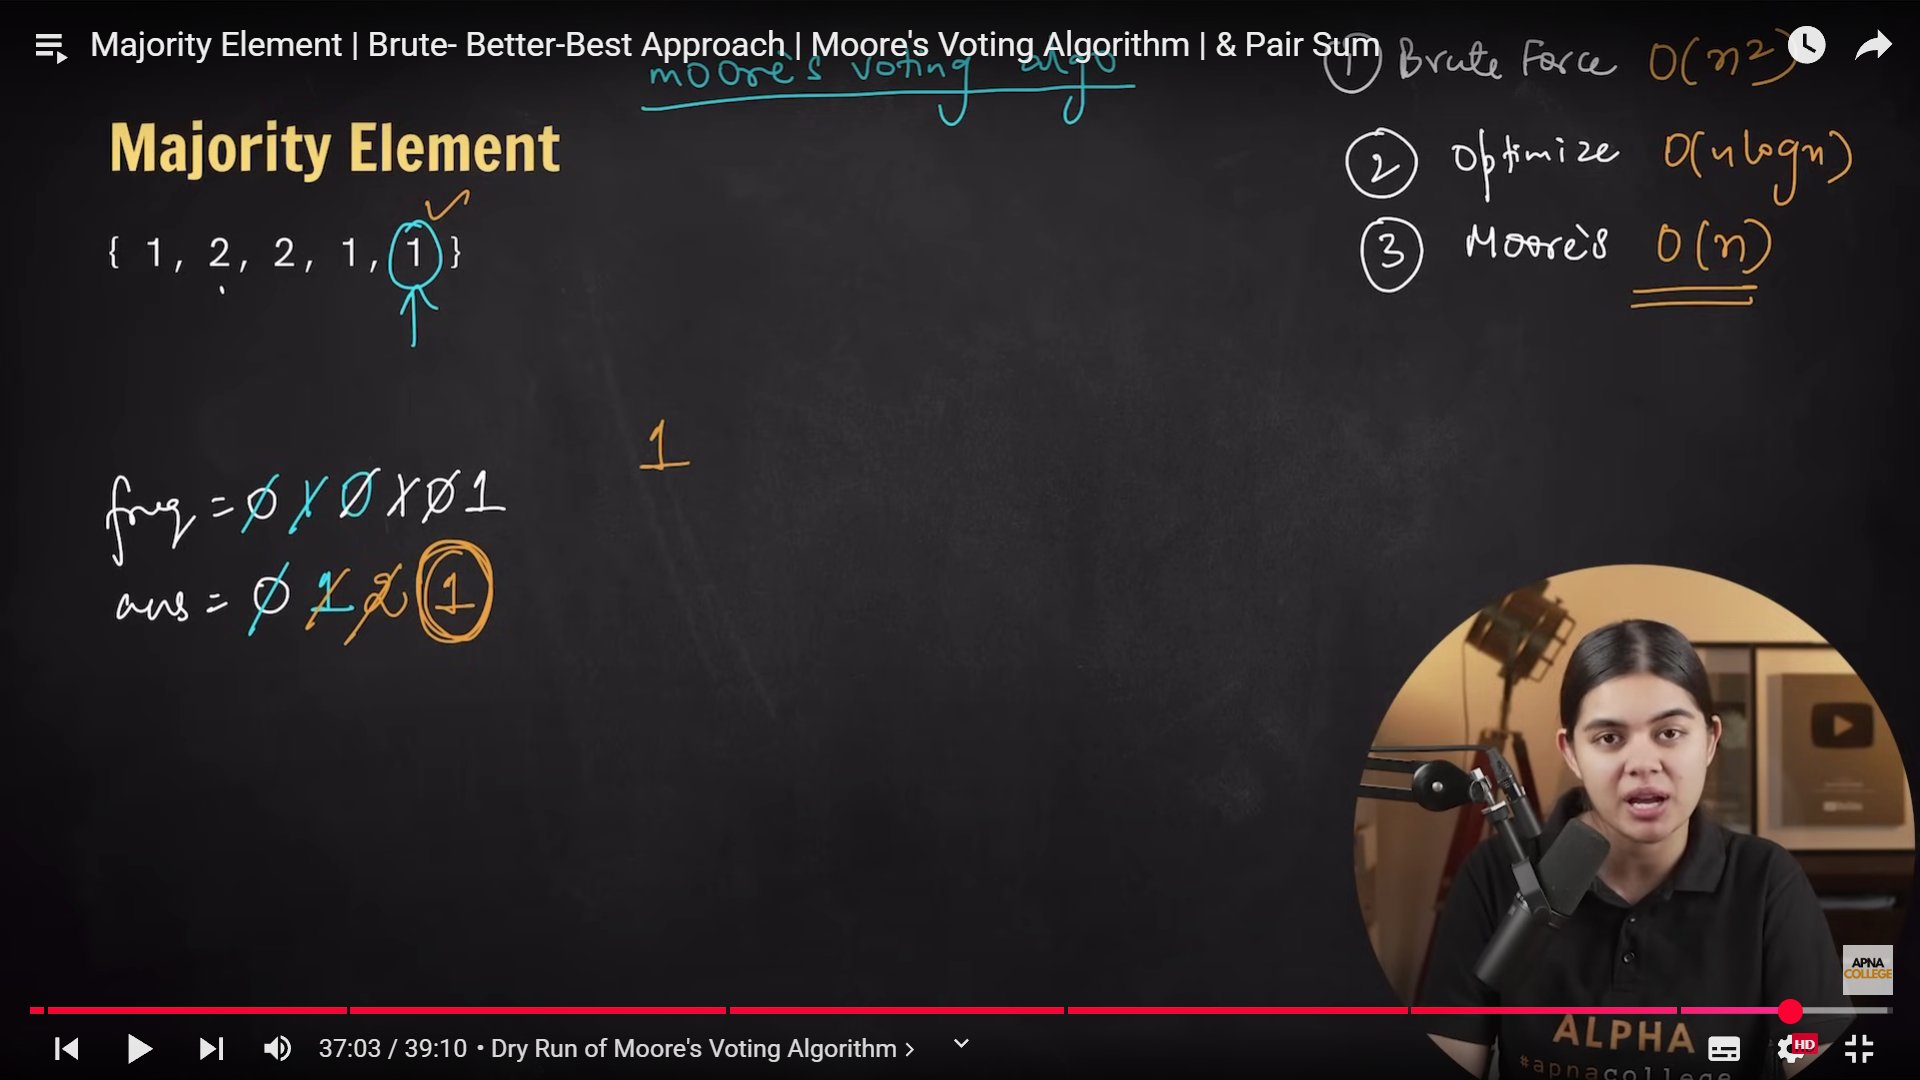 Majority Element | Brute- Better-Best Approach | Moore's Voting Algorithm | & Pair Sum
moore's voting algo
① Brute Force O(n²)
Majority Element
② Optimize O(nlogn)
{ 1, 2, 2, 1, 1 }
③ Moore's O(n)
1
freq = 0 1 0 1 0 1
ans = 0 1 2 1
APNA
COLLEGE
ALPHA
#apnacollege
37:03 / 39:10 • Dry Run of Moore's Voting Algorithm >
HD